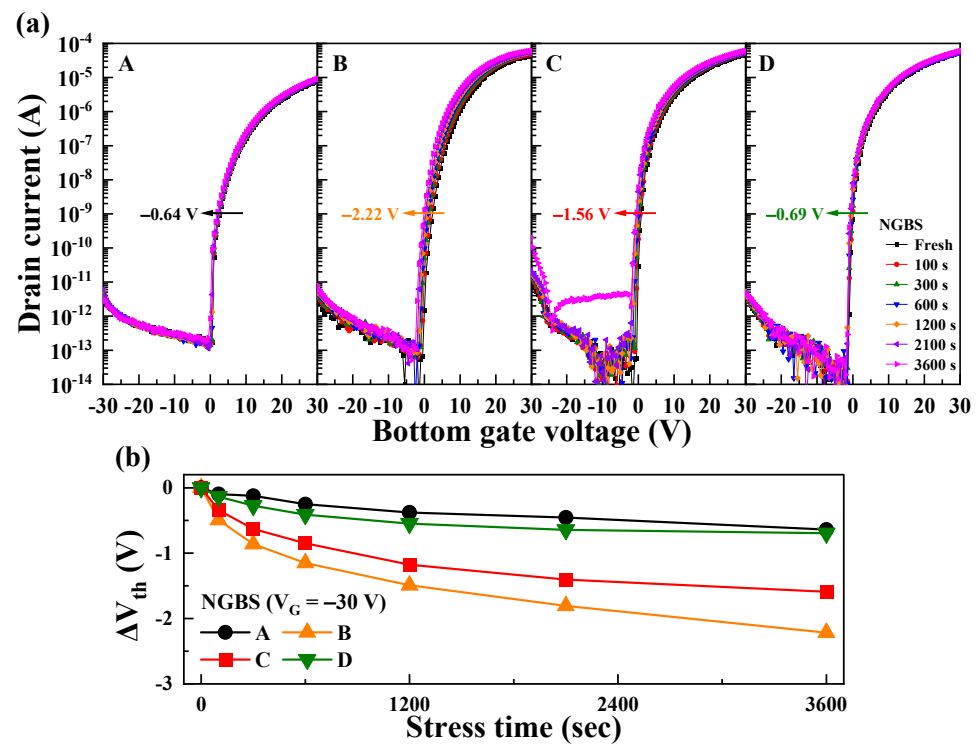 (a)
A
B
C
D
10⁻⁴
10⁻⁵
10⁻⁶
10⁻⁷
10⁻⁸
10⁻⁹
10⁻¹⁰
10⁻¹¹
10⁻¹²
10⁻¹³
10⁻¹⁴
Drain current (A)
−0.64 V
−2.22 V
−1.56 V
−0.69 V
NGBS
Fresh
100 s
300 s
600 s
1200 s
2100 s
3600 s
-30 -20 -10 0 10 20 30
-20 -10 0 10 20 30
-20 -10 0 10 20 30
-20 -10 0 10 20 30
Bottom gate voltage (V)
(b)
0
-1
-2
-3
ΔVth (V)
NGBS (VG = −30 V)
A B
C D
0 1200 2400 3600
Stress time (sec)